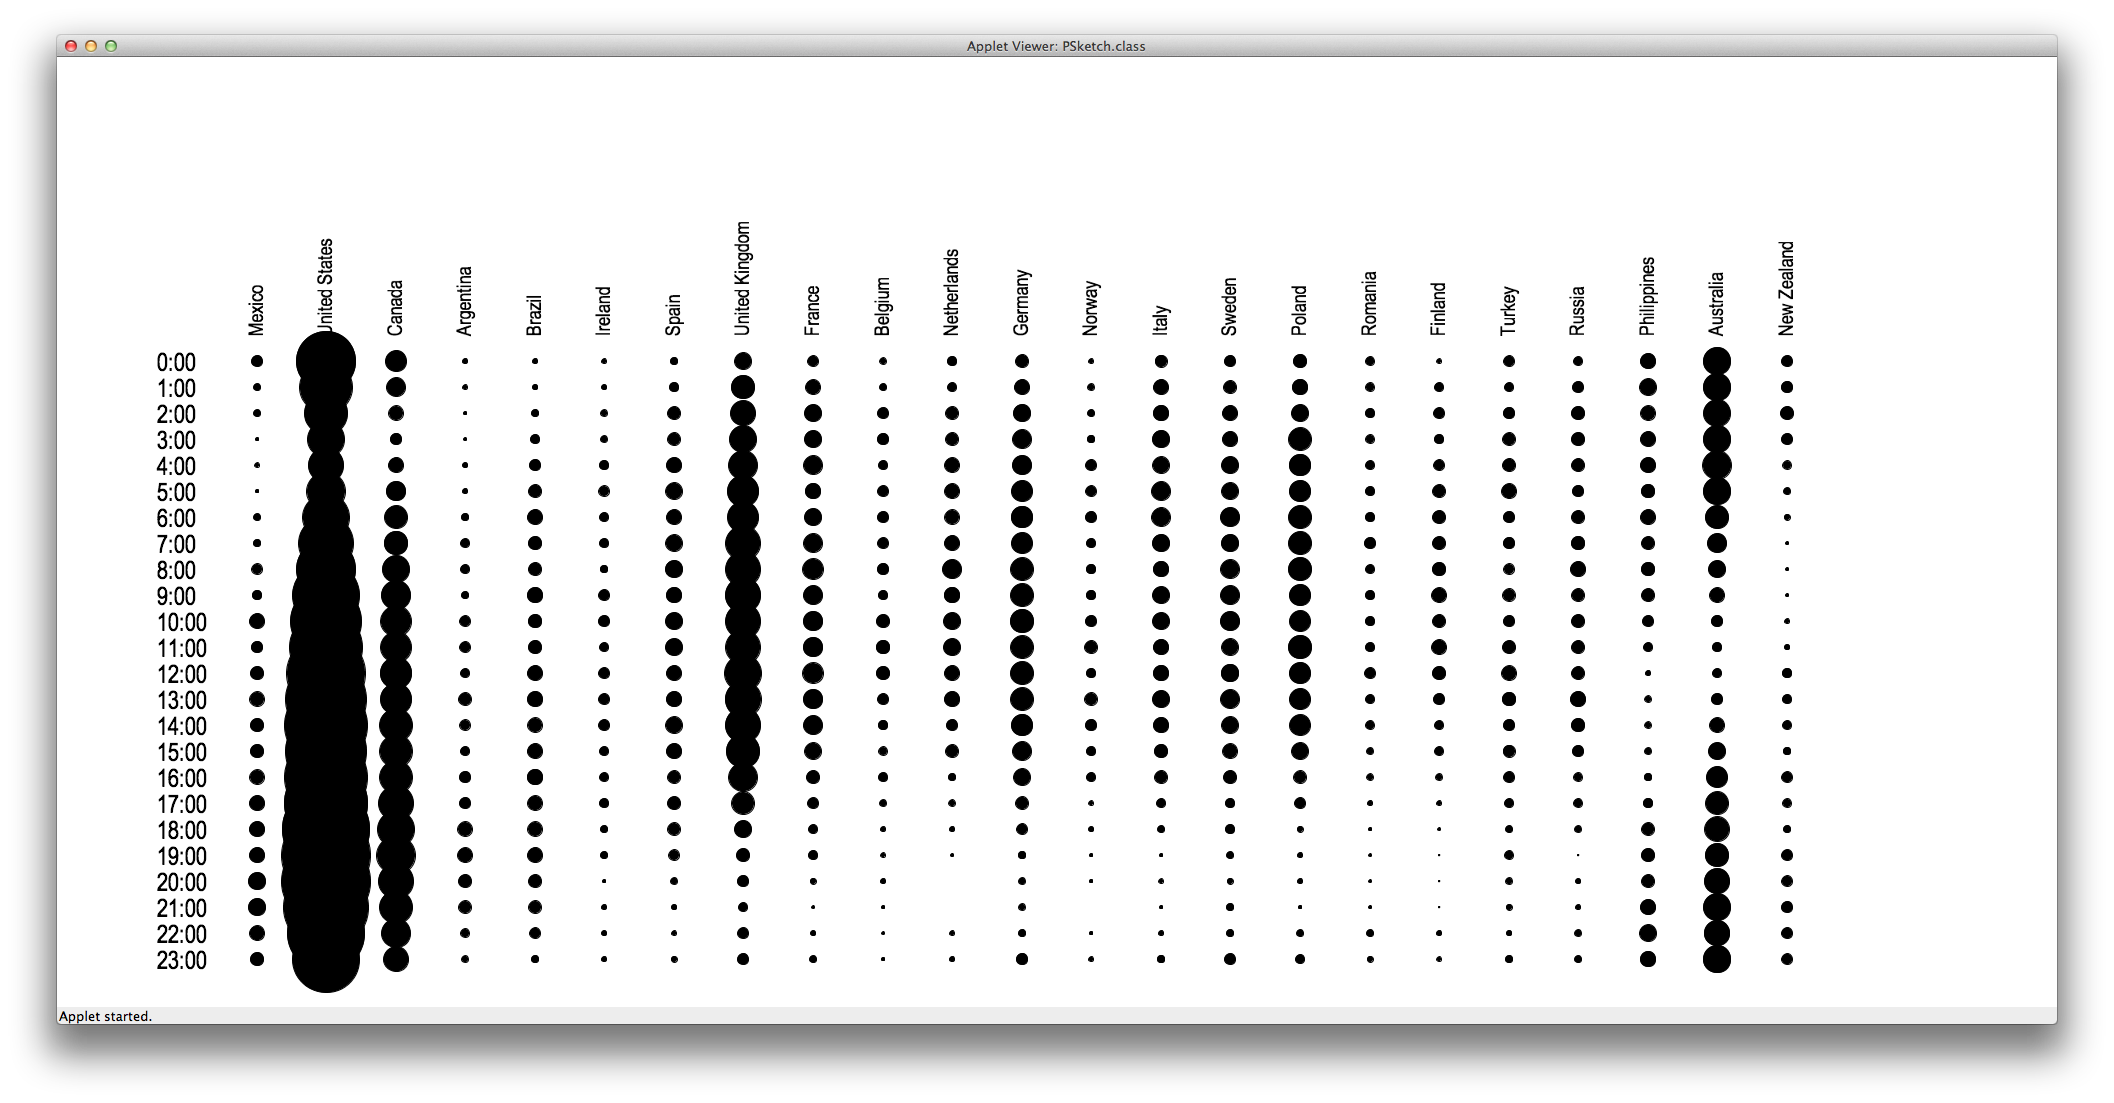 Applet Viewer: PSketch.class
Mexico
United States
Canada
Argentina
Brazil
Ireland
Spain
United Kingdom
France
Belgium
Netherlands
Germany
Norway
Italy
Sweden
Poland
Romania
Finland
Turkey
Russia
Philippines
Australia
New Zealand
0:00
1:00
2:00
3:00
4:00
5:00
6:00
7:00
8:00
9:00
10:00
11:00
12:00
13:00
14:00
15:00
16:00
17:00
18:00
19:00
20:00
21:00
22:00
23:00
Applet started.